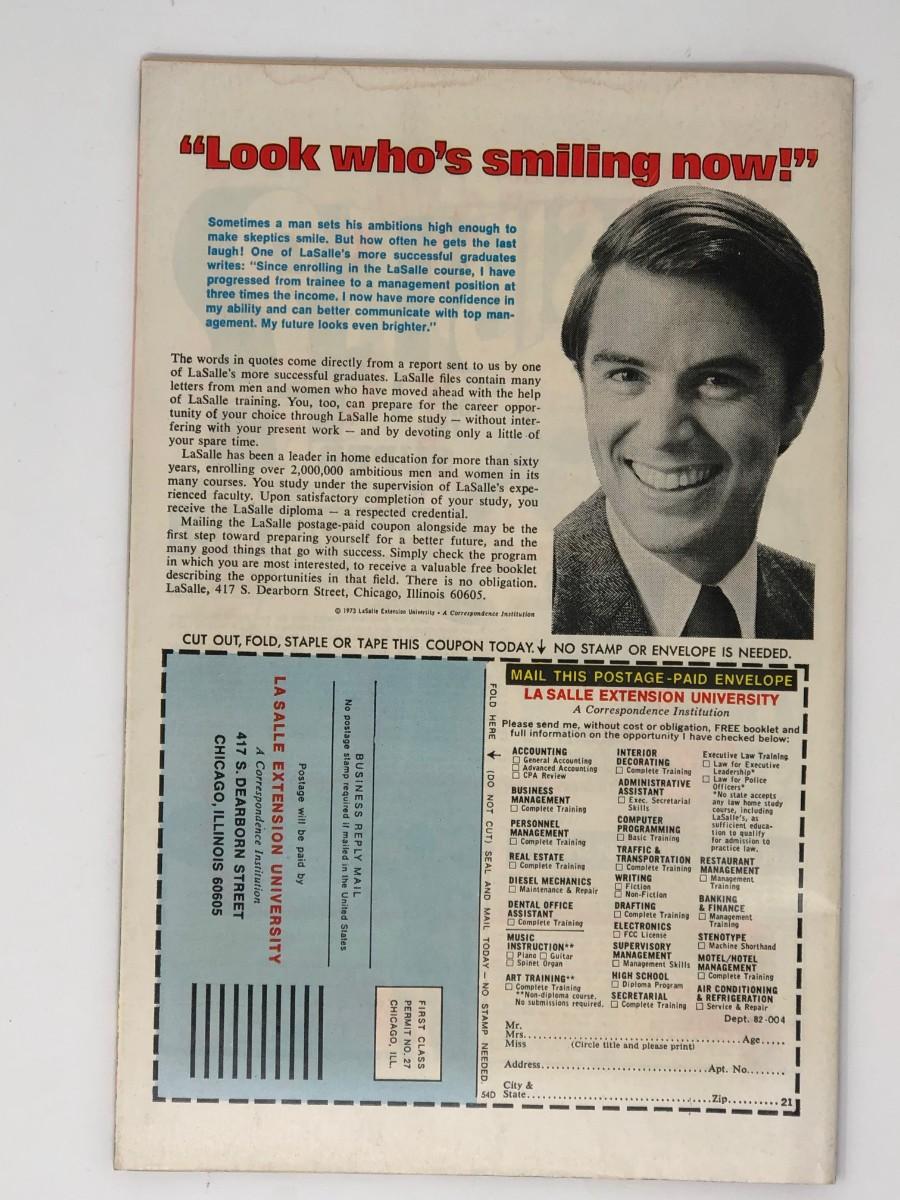 “Look who’s smiling now!”
Sometimes a man sets his ambitions high enough to
make skeptics smile. But how often he gets the last
laugh! One of LaSalle’s more successful graduates
writes: “Since enrolling in the LaSalle course, I have
progressed from trainee to a management position at
three times the income. I now have more confidence in
my ability and can better communicate with top man-
agement. My future looks even brighter.”
The words in quotes come directly from a report sent to us by one
of LaSalle’s more successful graduates. LaSalle files contain many
letters from men and women who have moved ahead with the help
of LaSalle training. You, too, can prepare for the career oppor-
tunity of your choice through LaSalle home study — without inter-
fering with your present work — and by devoting only a little of
your spare time.
LaSalle has been a leader in home education for more than sixty
years, enrolling over 2,000,000 ambitious men and women in its
many courses. You study under the supervision of LaSalle’s expe-
rienced faculty. Upon satisfactory completion of your study, you
receive the LaSalle diploma — a respected credential.
Mailing the LaSalle postage-paid coupon alongside may be the
first step toward preparing yourself for a better future, and the
many good things that go with success. Simply check the program
in which you are most interested, to receive a valuable free booklet
describing the opportunities in that field. There is no obligation.
LaSalle, 417 S. Dearborn Street, Chicago, Illinois 60605.
© 1973 LaSalle Extension University • A Correspondence Institution
CUT OUT, FOLD, STAPLE OR TAPE THIS COUPON TODAY.↓ NO STAMP OR ENVELOPE IS NEEDED.
FIRST CLASS
PERMIT NO. 27
CHICAGO, ILL.
BUSINESS REPLY MAIL
No postage stamp required if mailed in the United States
Postage will be paid by
LA SALLE EXTENSION UNIVERSITY
A Correspondence Institution
417 S. DEARBORN STREET
CHICAGO, ILLINOIS 60605
FOLD HERE → (DO NOT CUT) SEAL AND MAIL TODAY—NO STAMP NEEDED.
54D
MAIL THIS POSTAGE-PAID ENVELOPE
LA SALLE EXTENSION UNIVERSITY
A Correspondence Institution
Please send me, without cost or obligation, FREE booklet and
full information on the opportunity I have checked below:
ACCOUNTING
☐ General Accounting
☐ Advanced Accounting
☐ CPA Review
BUSINESS
MANAGEMENT
☐ Complete Training
PERSONNEL
MANAGEMENT
☐ Complete Training
REAL ESTATE
☐ Complete Training
DIESEL MECHANICS
☐ Maintenance & Repair
DENTAL OFFICE
ASSISTANT
☐ Complete Training
MUSIC
INSTRUCTION**
☐ Piano ☐ Guitar
☐ Spinet Organ
ART TRAINING**
☐ Complete Training
**Non-diploma course.
No submissions required.
INTERIOR
DECORATING
☐ Complete Training
ADMINISTRATIVE
ASSISTANT
☐ Exec. Secretarial
Skills
COMPUTER
PROGRAMMING
☐ Basic Training
TRAFFIC &
TRANSPORTATION
☐ Complete Training
WRITING
☐ Fiction
☐ Non-Fiction
DRAFTING
☐ Complete Training
ELECTRONICS
☐ FCC License
SUPERVISORY
MANAGEMENT
☐ Management Skills
HIGH SCHOOL
☐ Diploma Program
SECRETARIAL
☐ Complete Training
Executive Law Training
☐ Law for Executive
Leadership*
☐ Law for Police
Officers*
*No state accepts
any law home study
course, including
LaSalle’s, as
sufficient educa-
tion to qualify
for admission to
practice law.
RESTAURANT
MANAGEMENT
☐ Management
Training
BANKING
& FINANCE
☐ Management
Training
STENOTYPE
☐ Machine Shorthand
MOTEL/HOTEL
MANAGEMENT
☐ Complete Training
AIR CONDITIONING
& REFRIGERATION
☐ Service & Repair
Dept. 82-004
Mr.
Mrs.
Miss
Age
(Circle title and please print)
Address Apt. No.
City &
State Zip 21